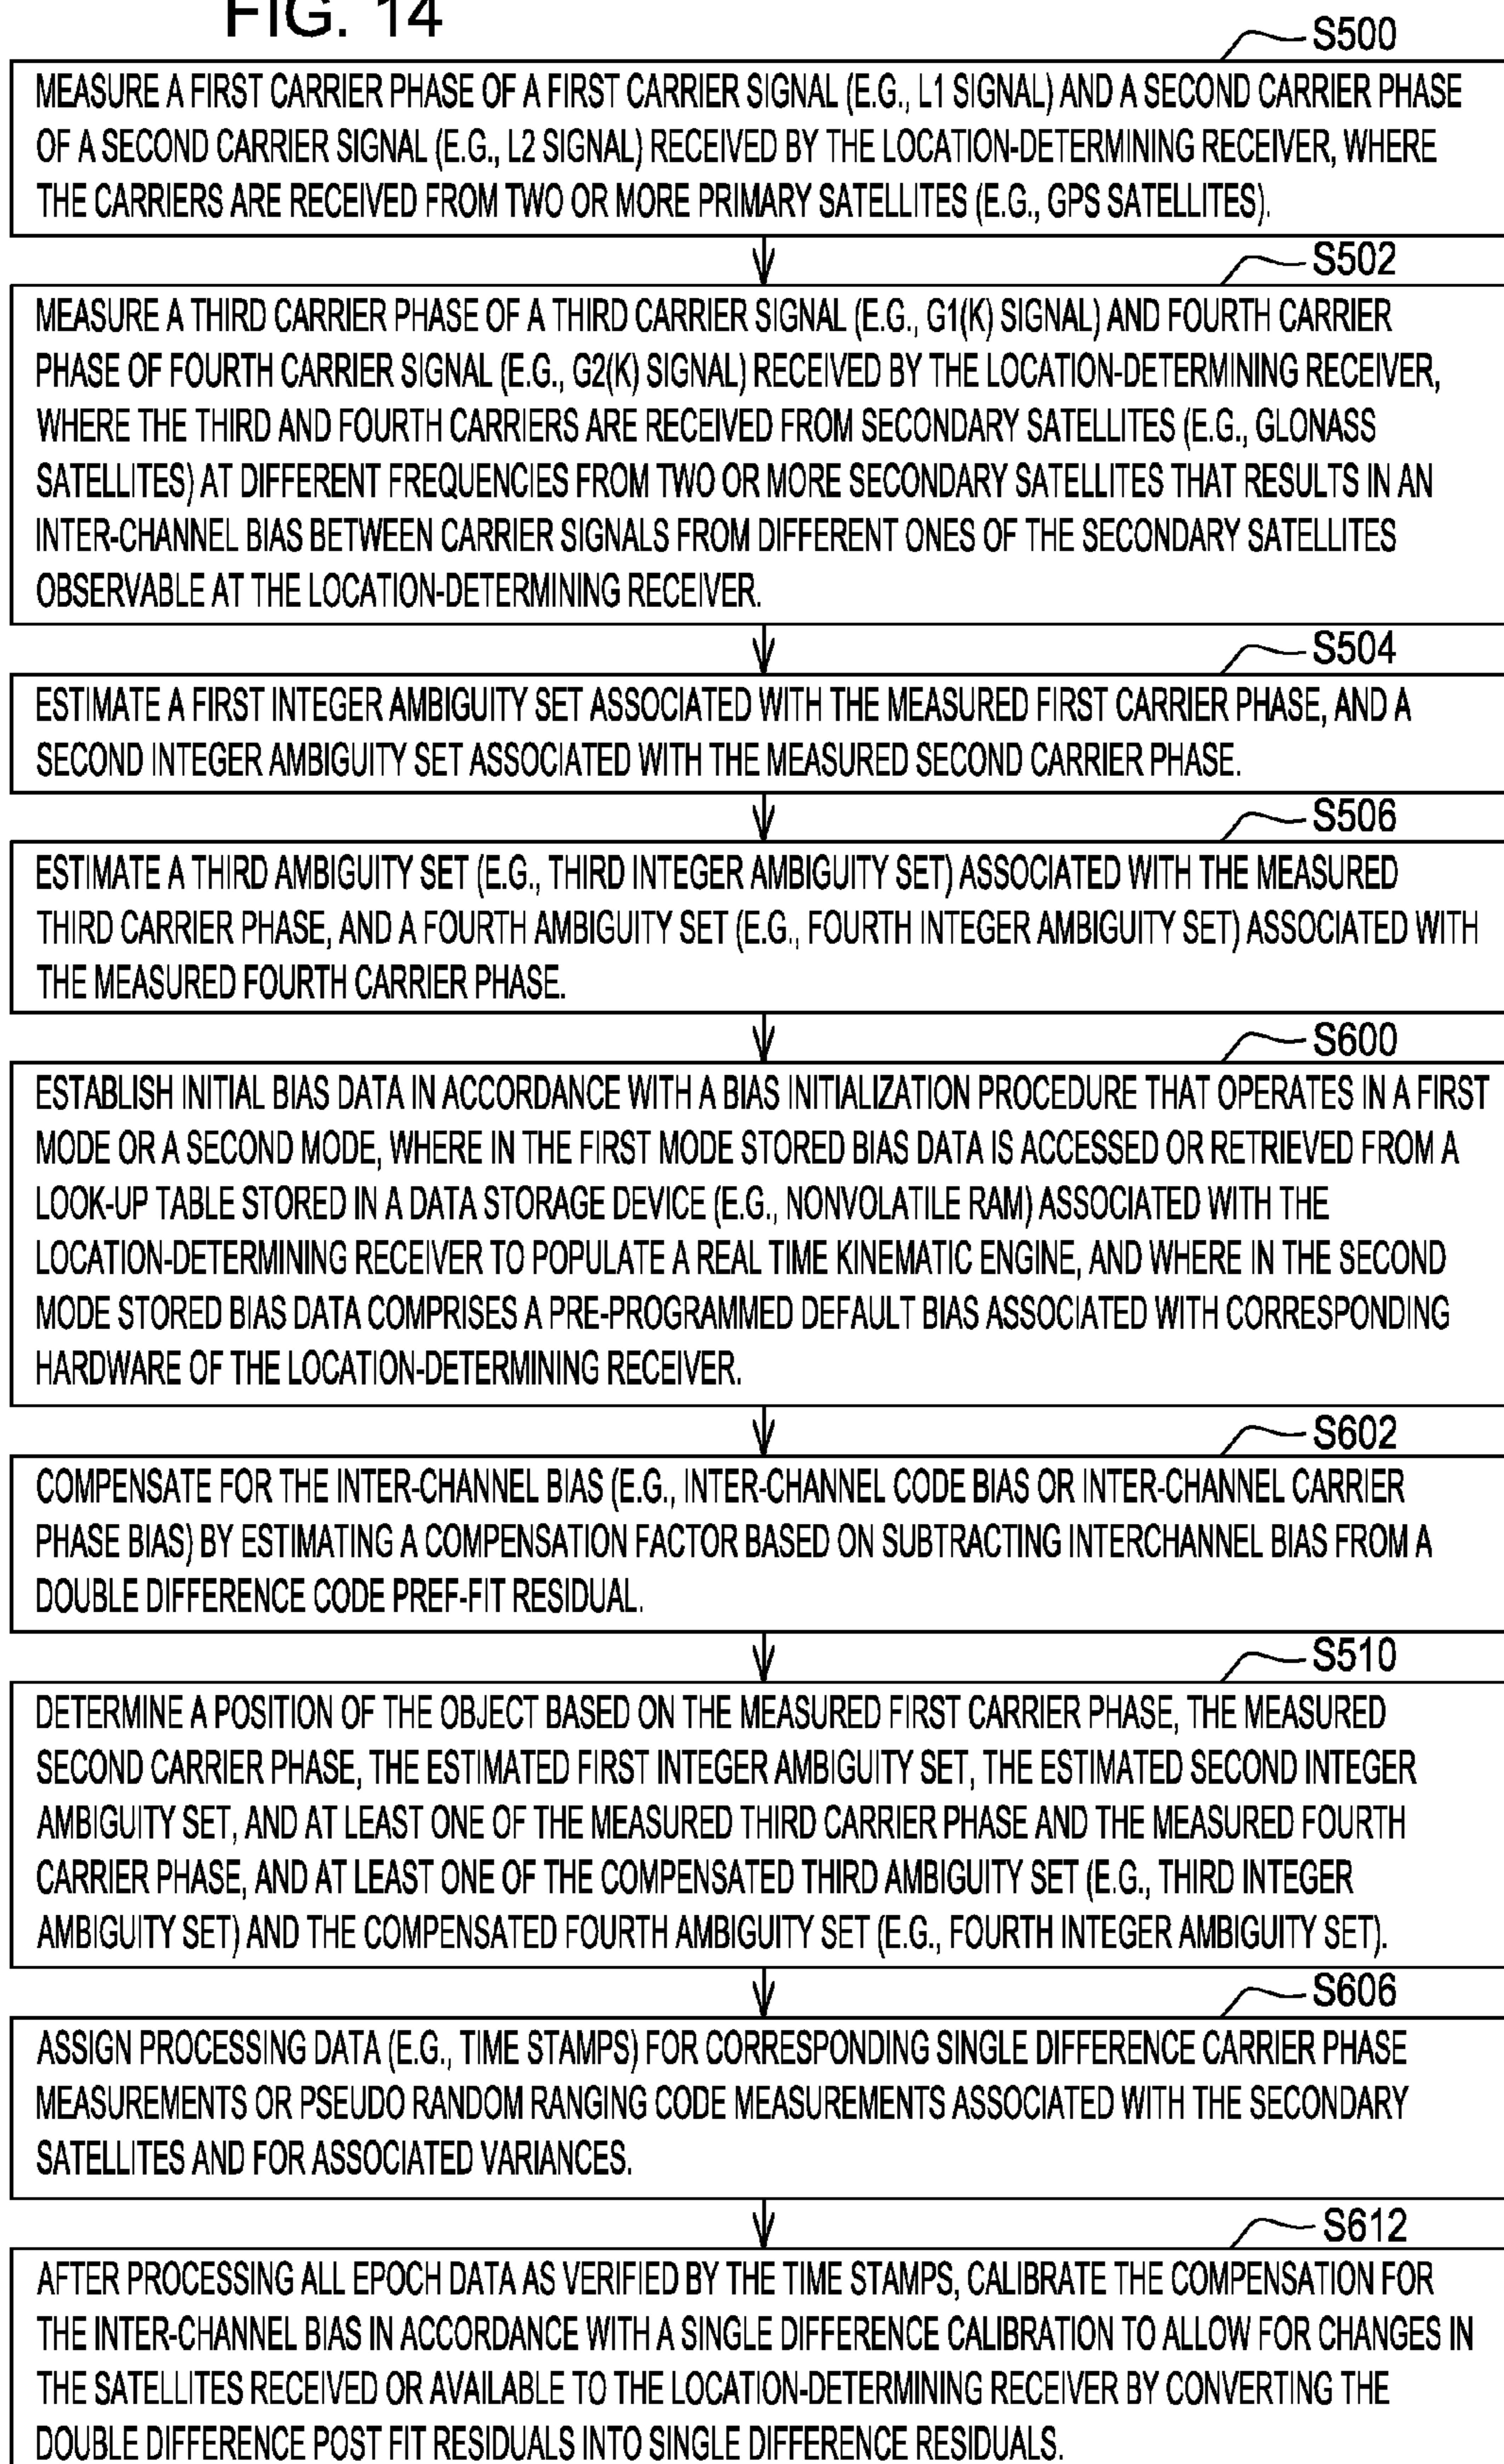 FIG. 14
S500
MEASURE A FIRST CARRIER PHASE OF A FIRST CARRIER SIGNAL (E.G., L1 SIGNAL) AND A SECOND CARRIER PHASE
OF A SECOND CARRIER SIGNAL (E.G., L2 SIGNAL) RECEIVED BY THE LOCATION-DETERMINING RECEIVER, WHERE
THE CARRIERS ARE RECEIVED FROM TWO OR MORE PRIMARY SATELLITES (E.G., GPS SATELLITES).
S502
MEASURE A THIRD CARRIER PHASE OF A THIRD CARRIER SIGNAL (E.G., G1(K) SIGNAL) AND FOURTH CARRIER
PHASE OF FOURTH CARRIER SIGNAL (E.G., G2(K) SIGNAL) RECEIVED BY THE LOCATION-DETERMINING RECEIVER,
WHERE THE THIRD AND FOURTH CARRIERS ARE RECEIVED FROM SECONDARY SATELLITES (E.G., GLONASS
SATELLITES) AT DIFFERENT FREQUENCIES FROM TWO OR MORE SECONDARY SATELLITES THAT RESULTS IN AN
INTER-CHANNEL BIAS BETWEEN CARRIER SIGNALS FROM DIFFERENT ONES OF THE SECONDARY SATELLITES
OBSERVABLE AT THE LOCATION-DETERMINING RECEIVER.
S504
ESTIMATE A FIRST INTEGER AMBIGUITY SET ASSOCIATED WITH THE MEASURED FIRST CARRIER PHASE, AND A
SECOND INTEGER AMBIGUITY SET ASSOCIATED WITH THE MEASURED SECOND CARRIER PHASE.
S506
ESTIMATE A THIRD AMBIGUITY SET (E.G., THIRD INTEGER AMBIGUITY SET) ASSOCIATED WITH THE MEASURED
THIRD CARRIER PHASE, AND A FOURTH AMBIGUITY SET (E.G., FOURTH INTEGER AMBIGUITY SET) ASSOCIATED WITH
THE MEASURED FOURTH CARRIER PHASE.
S600
ESTABLISH INITIAL BIAS DATA IN ACCORDANCE WITH A BIAS INITIALIZATION PROCEDURE THAT OPERATES IN A FIRST
MODE OR A SECOND MODE, WHERE IN THE FIRST MODE STORED BIAS DATA IS ACCESSED OR RETRIEVED FROM A
LOOK-UP TABLE STORED IN A DATA STORAGE DEVICE (E.G., NONVOLATILE RAM) ASSOCIATED WITH THE
LOCATION-DETERMINING RECEIVER TO POPULATE A REAL TIME KINEMATIC ENGINE, AND WHERE IN THE SECOND
MODE STORED BIAS DATA COMPRISES A PRE-PROGRAMMED DEFAULT BIAS ASSOCIATED WITH CORRESPONDING
HARDWARE OF THE LOCATION-DETERMINING RECEIVER.
S602
COMPENSATE FOR THE INTER-CHANNEL BIAS (E.G., INTER-CHANNEL CODE BIAS OR INTER-CHANNEL CARRIER
PHASE BIAS) BY ESTIMATING A COMPENSATION FACTOR BASED ON SUBTRACTING INTERCHANNEL BIAS FROM A
DOUBLE DIFFERENCE CODE PREF-FIT RESIDUAL.
S510
DETERMINE A POSITION OF THE OBJECT BASED ON THE MEASURED FIRST CARRIER PHASE, THE MEASURED
SECOND CARRIER PHASE, THE ESTIMATED FIRST INTEGER AMBIGUITY SET, THE ESTIMATED SECOND INTEGER
AMBIGUITY SET, AND AT LEAST ONE OF THE MEASURED THIRD CARRIER PHASE AND THE MEASURED FOURTH
CARRIER PHASE, AND AT LEAST ONE OF THE COMPENSATED THIRD AMBIGUITY SET (E.G., THIRD INTEGER
AMBIGUITY SET) AND THE COMPENSATED FOURTH AMBIGUITY SET (E.G., FOURTH INTEGER AMBIGUITY SET).
S606
ASSIGN PROCESSING DATA (E.G., TIME STAMPS) FOR CORRESPONDING SINGLE DIFFERENCE CARRIER PHASE
MEASUREMENTS OR PSEUDO RANDOM RANGING CODE MEASUREMENTS ASSOCIATED WITH THE SECONDARY
SATELLITES AND FOR ASSOCIATED VARIANCES.
S612
AFTER PROCESSING ALL EPOCH DATA AS VERIFIED BY THE TIME STAMPS, CALIBRATE THE COMPENSATION FOR
THE INTER-CHANNEL BIAS IN ACCORDANCE WITH A SINGLE DIFFERENCE CALIBRATION TO ALLOW FOR CHANGES IN
THE SATELLITES RECEIVED OR AVAILABLE TO THE LOCATION-DETERMINING RECEIVER BY CONVERTING THE
DOUBLE DIFFERENCE POST FIT RESIDUALS INTO SINGLE DIFFERENCE RESIDUALS.